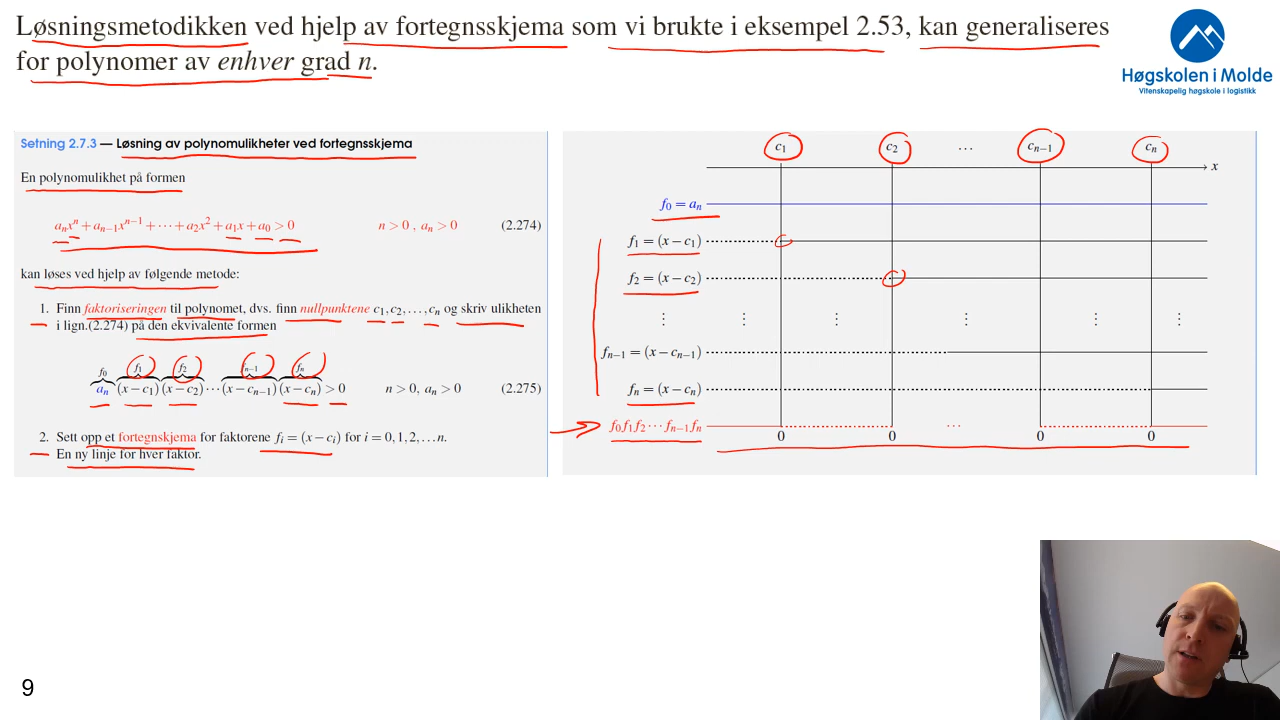 Løsningsmetodikken ved hjelp av fortegnsskjema som vi brukte i eksempel 2.53, kan generaliseres
for polynomer av enhver grad n.
Høgskolen i Molde
Vitenskapelig høgskole i logistikk
Setning 2.7.3 — Løsning av polynomulikheter ved fortegnsskjema
En polynomulikhet på formen
aₙxⁿ + aₙ₋₁xⁿ⁻¹ + ··· + a₂x² + a₁x + a₀ > 0 n > 0 , aₙ > 0 (2.274)
kan løses ved hjelp av følgende metode:
1. Finn faktoriseringen til polynomet, dvs. finn nullpunktene c₁, c₂, ..., cₙ og skriv ulikheten
i lign.(2.274) på den ekvivalente formen
f₀ f₁ f₂ fₙ₋₁ fₙ
aₙ (x − c₁) (x − c₂) ··· (x − cₙ₋₁) (x − cₙ) > 0 n > 0, aₙ > 0 (2.275)
2. Sett opp et fortegnskjema for faktorene fᵢ = (x − cᵢ) for i = 0, 1, 2, ... n.
En ny linje for hver faktor.
c₁ c₂ ··· cₙ₋₁ cₙ
x
f₀ = aₙ
f₁ = (x − c₁)
f₂ = (x − c₂)
⋮ ⋮ ⋮ ⋮ ⋮ ⋮
fₙ₋₁ = (x − cₙ₋₁)
fₙ = (x − cₙ)
f₀f₁f₂ ··· fₙ₋₁fₙ ···
0 0 0 0
9